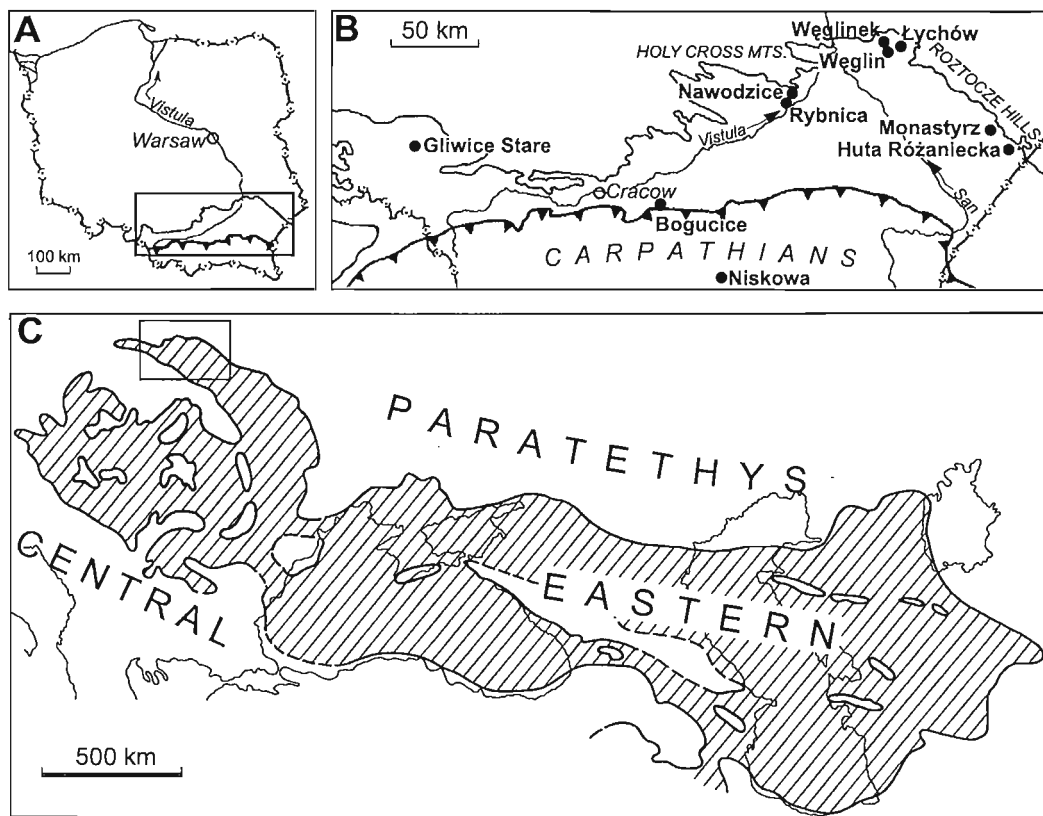 A
Vistula
Warsaw
100 km
B
50 km
HOLY CROSS MTS.
Węglinek
Łychów
Węglin
ROZTOCZE HILLS
Nawodzice
Rybnica
Vistula
Monastyrz
Huta Różaniecka
Gliwice Stare
Cracow
Bogucice
San
CARPATHIANS
Niskowa
C
PARATETHYS
CENTRAL
EASTERN
500 km